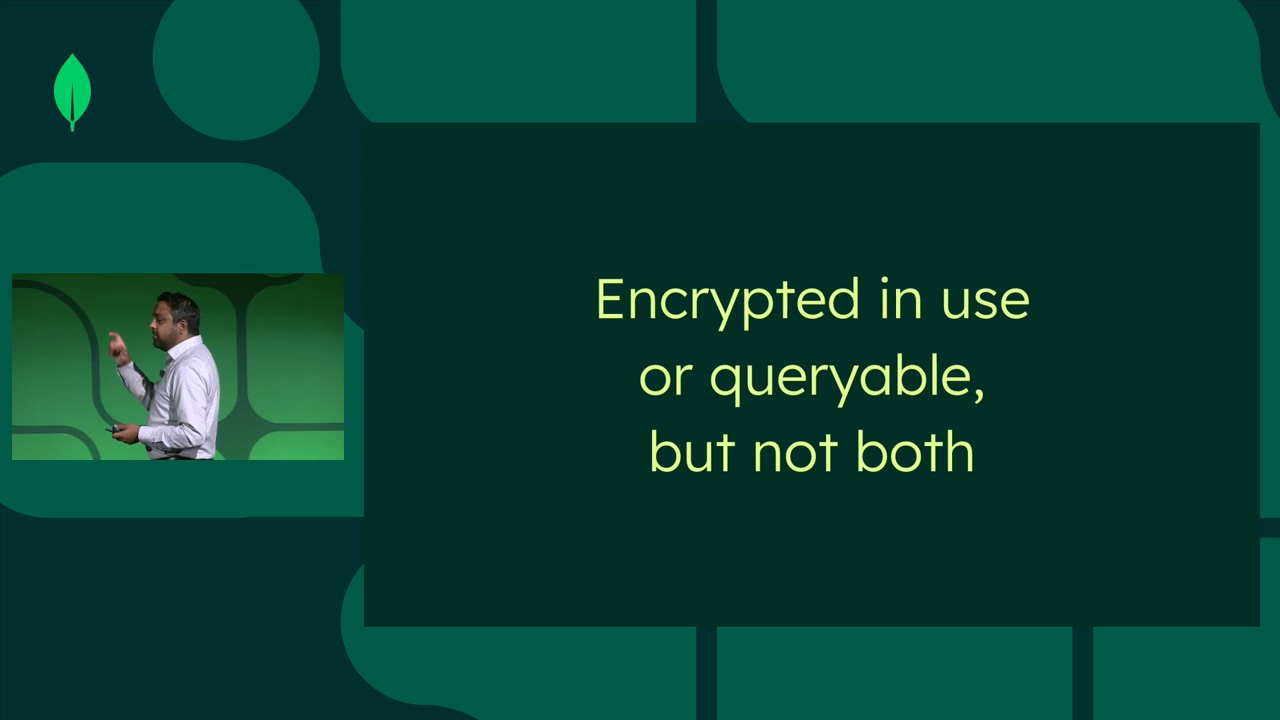 Encrypted in use
or queryable,
but not both